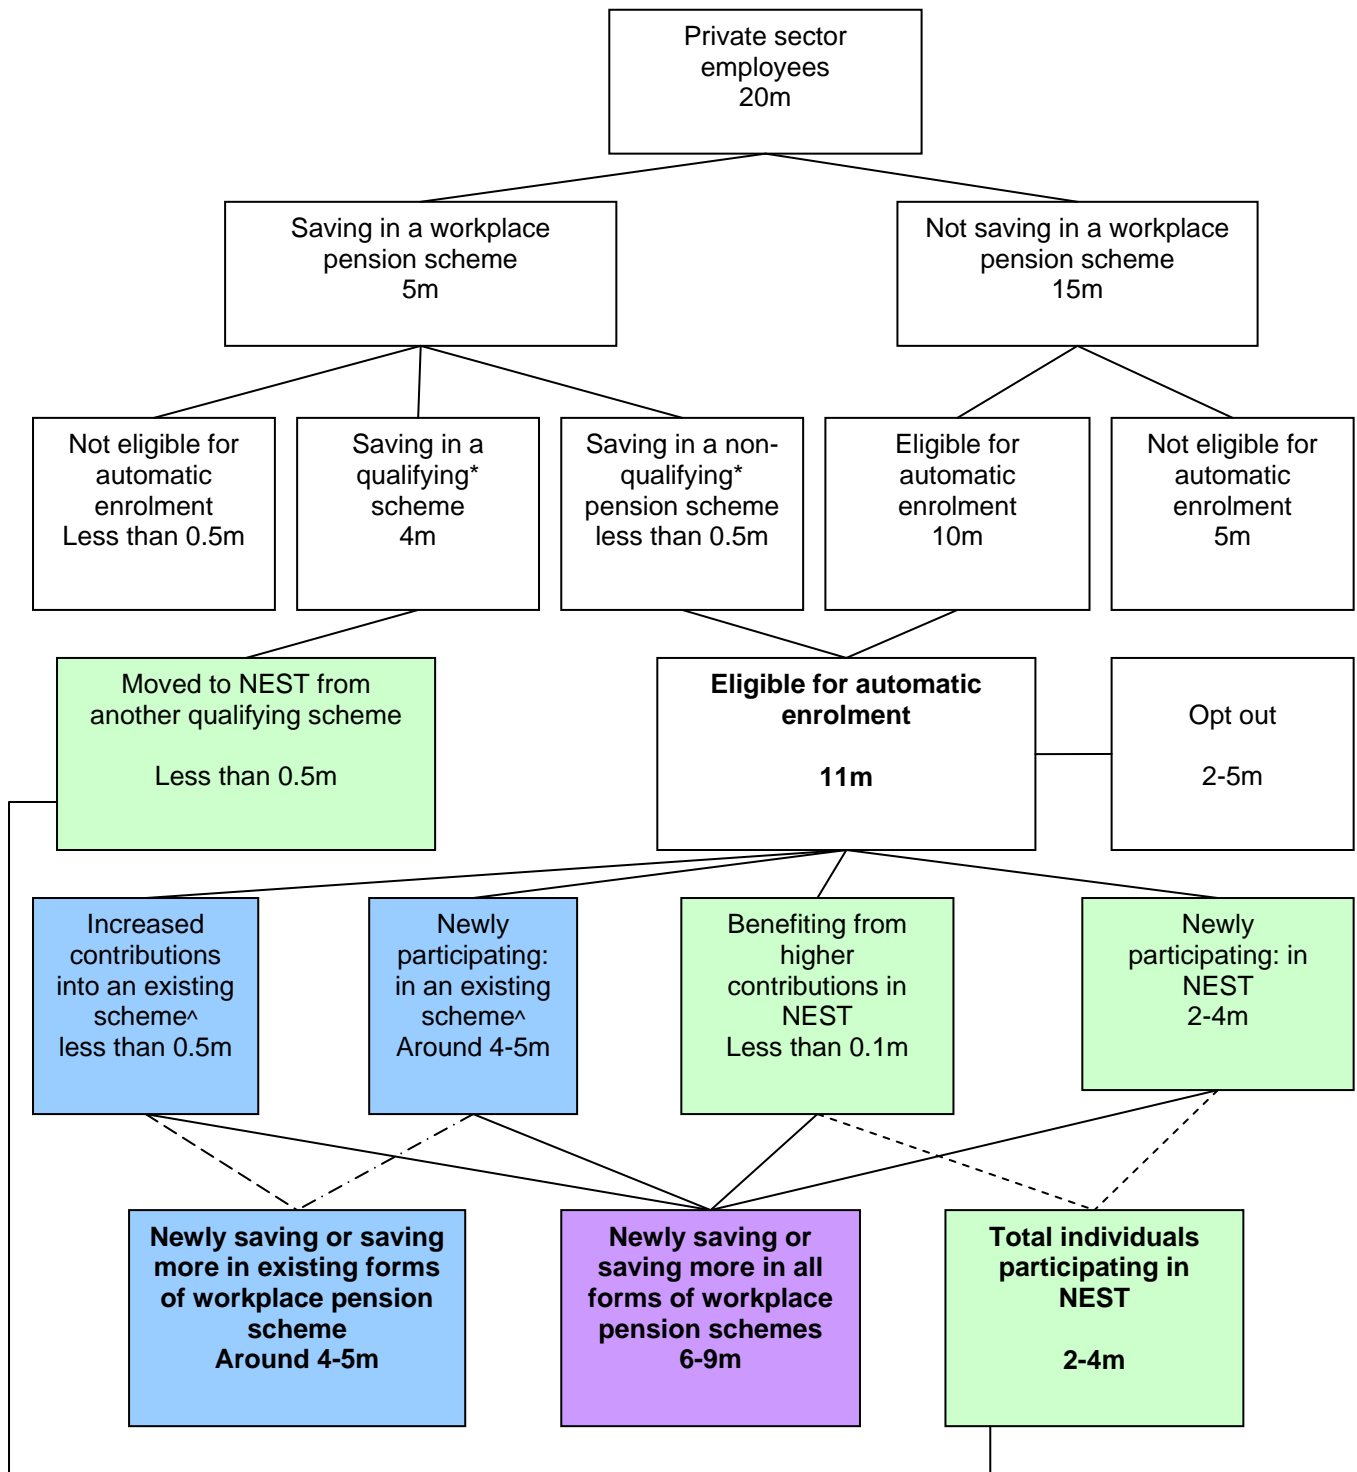 Private sector
employees
20m
Saving in a workplace
pension scheme
5m
Not saving in a workplace
pension scheme
15m
Not eligible for
automatic
enrolment
Less than 0.5m
Saving in a
qualifying*
scheme
4m
Saving in a non-
qualifying*
pension scheme
less than 0.5m
Eligible for
automatic
enrolment
10m
Not eligible for
automatic
enrolment
5m
Moved to NEST from
another qualifying scheme
Less than 0.5m
Eligible for automatic
enrolment
11m
Opt out
2-5m
Increased
contributions
into an existing
scheme^
less than 0.5m
Newly
participating:
in an existing
scheme^
Around 4-5m
Benefiting from
higher
contributions in
NEST
Less than 0.1m
Newly
participating: in
NEST
2-4m
Newly saving or saving
more in existing forms
of workplace pension
scheme
Around 4-5m
Newly saving or
saving more in all
forms of workplace
pension schemes
6-9m
Total individuals
participating in
NEST
2-4m